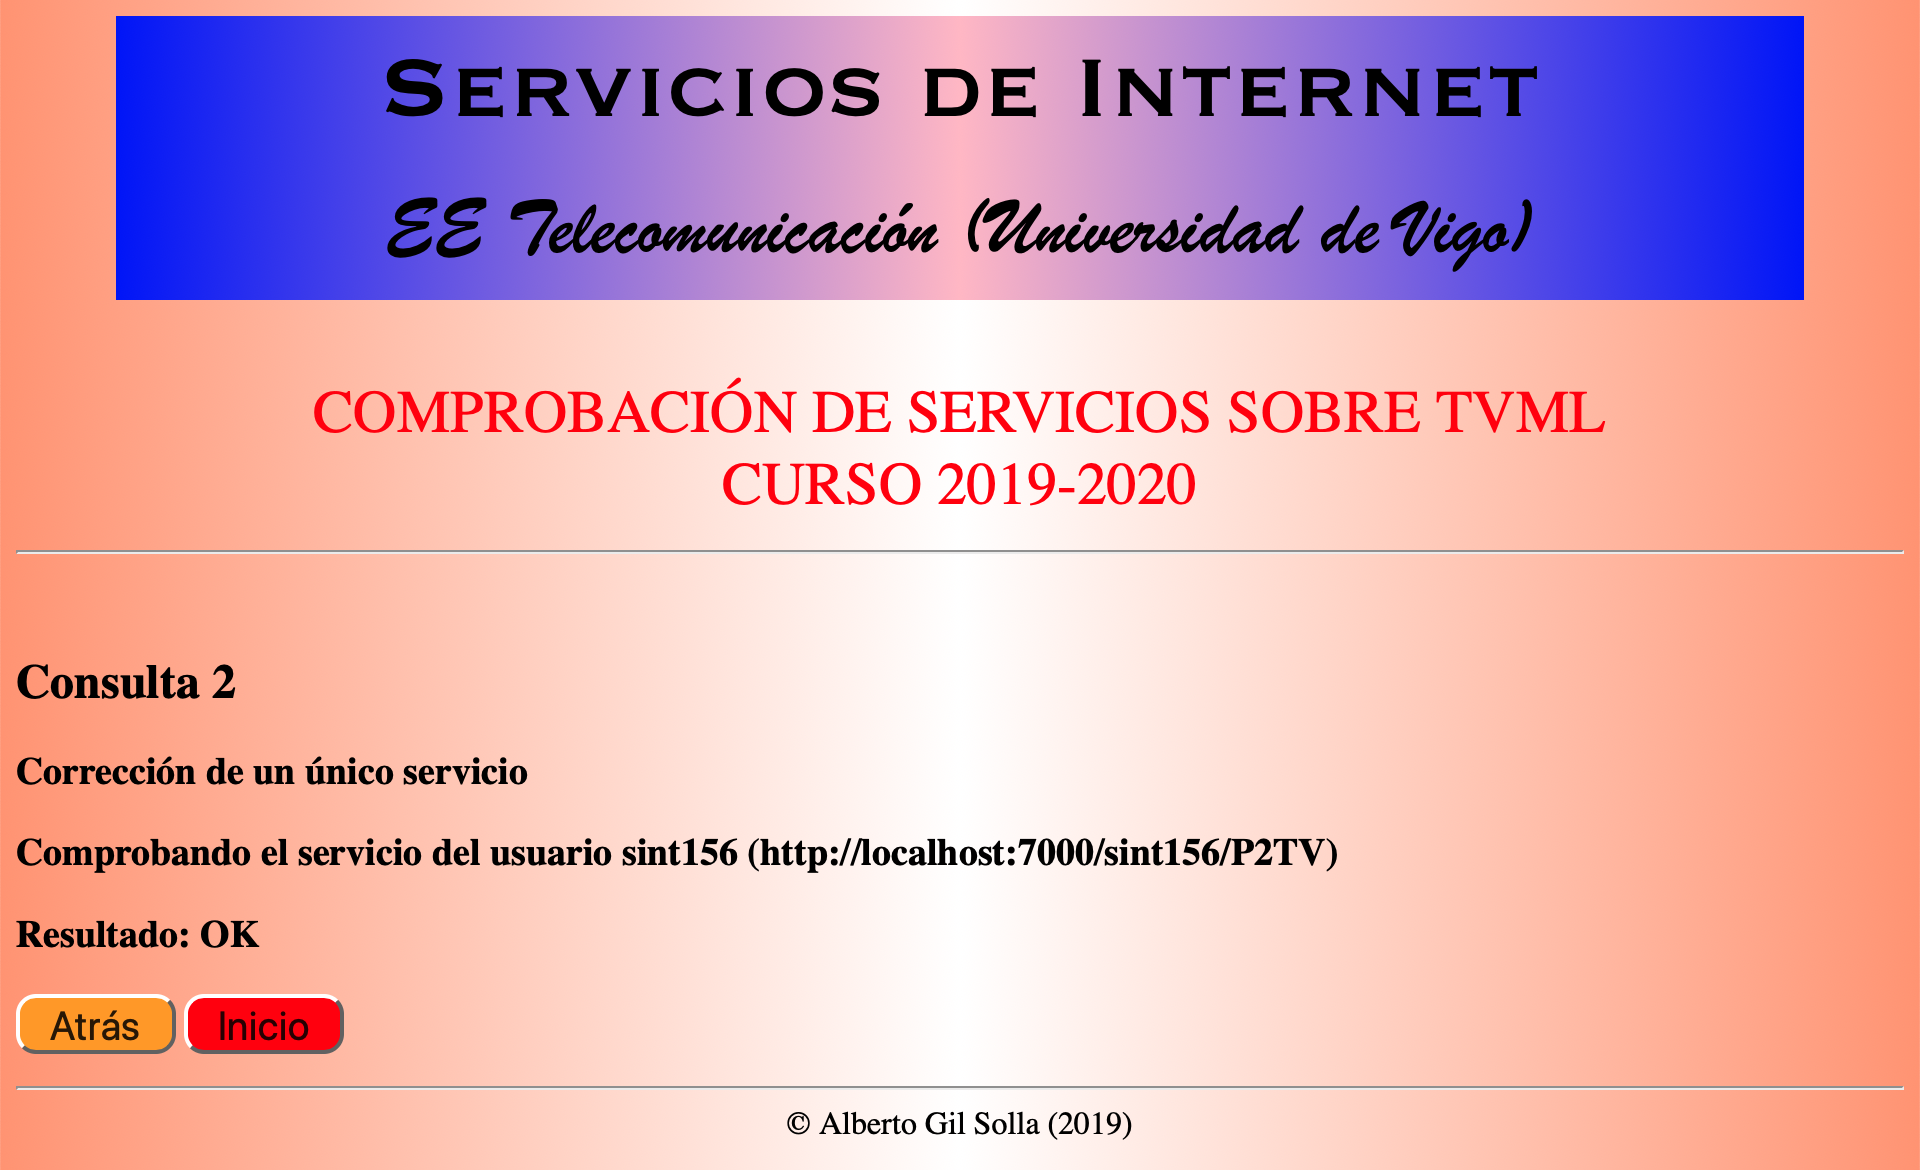 Servicios de Internet
EE Telecomunicación (Universidad de Vigo)
COMPROBACIÓN DE SERVICIOS SOBRE TVML
CURSO 2019-2020
Consulta 2
Corrección de un único servicio
Comprobando el servicio del usuario sint156 (http://localhost:7000/sint156/P2TV)
Resultado: OK
Atrás Inicio
© Alberto Gil Solla (2019)